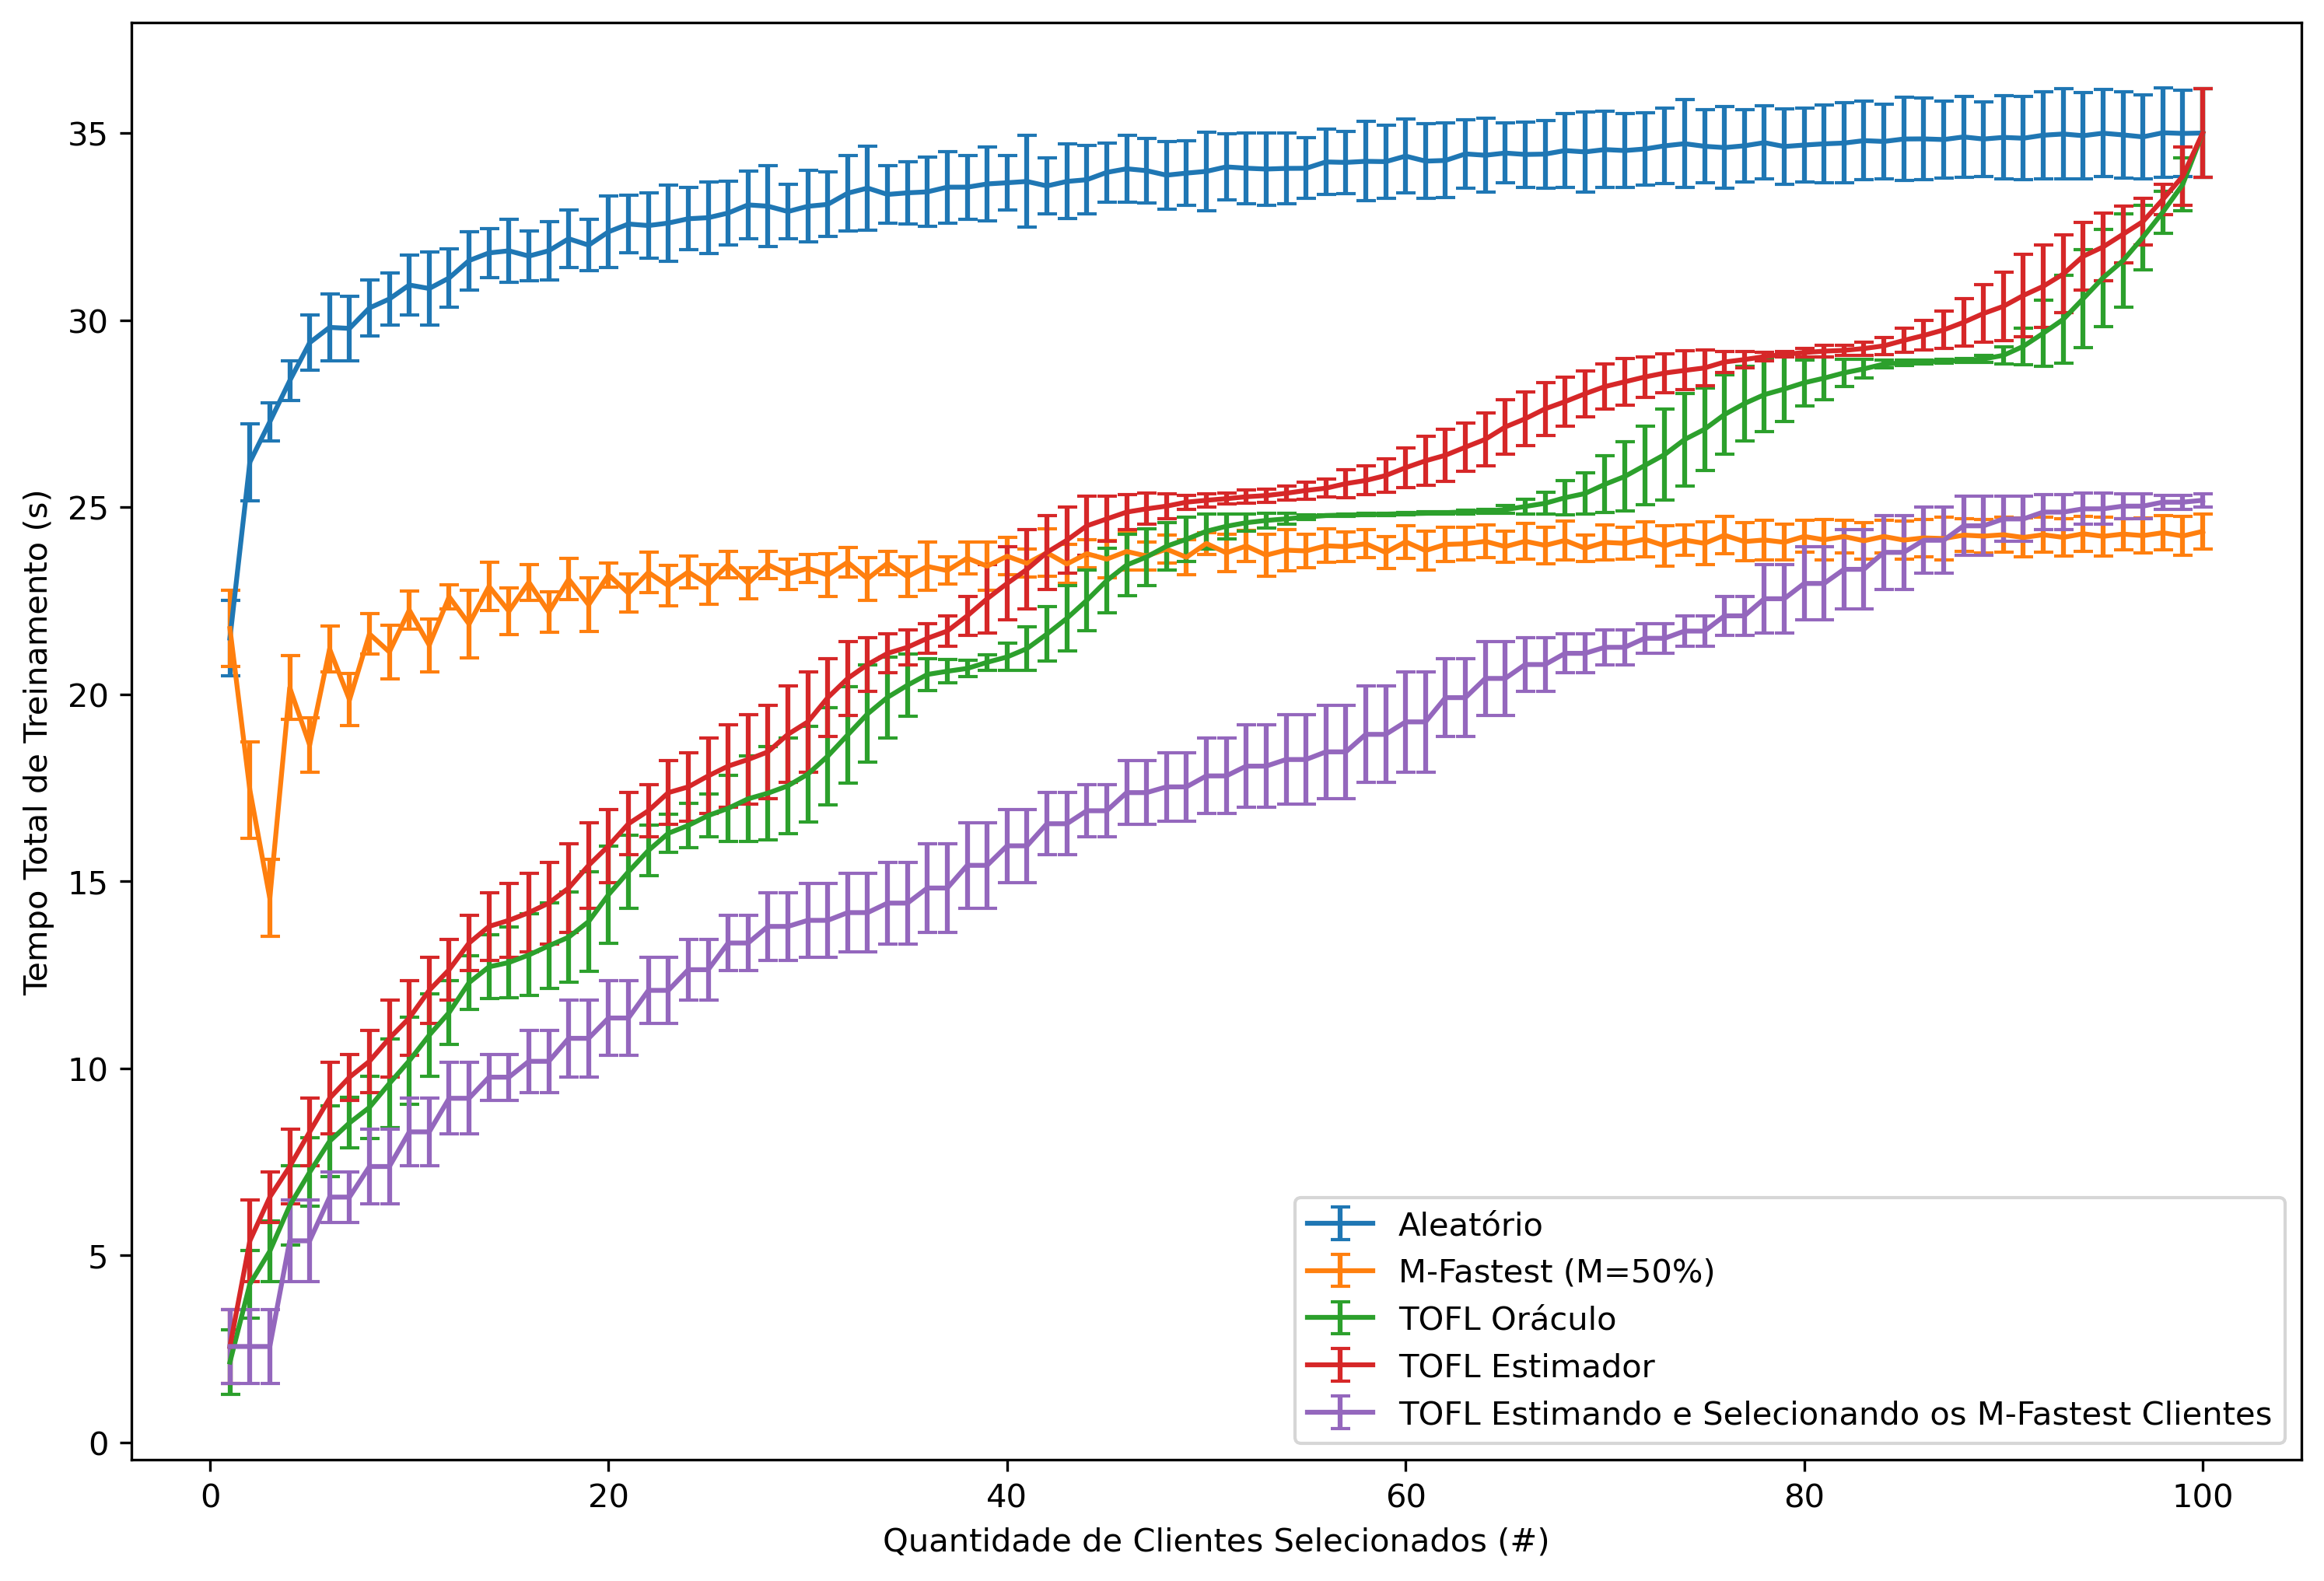 Tempo Total de Treinamento (s)
35
30
25
20
15
10
5
0
0 20 40 60 80 100
Quantidade de Clientes Selecionados (#)
Aleatório
M-Fastest (M=50%)
TOFL Oráculo
TOFL Estimador
TOFL Estimando e Selecionando os M-Fastest Clientes